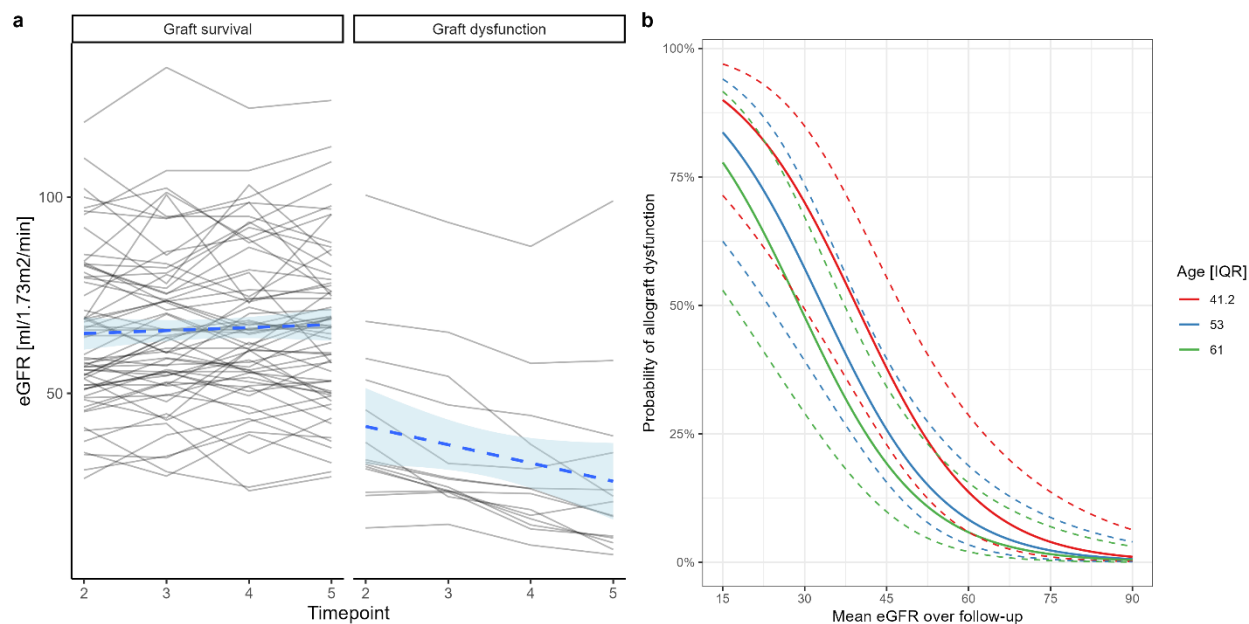 a
Graft survival
Graft dysfunction
eGFR [ml/1.73m2/min]
100
50
2
3
4
5
2
3
4
5
Timepoint
b
Probability of allograft dysfunction
100%
75%
50%
25%
0%
15
30
45
60
75
90
Mean eGFR over follow-up
Age [IQR]
41.2
53
61